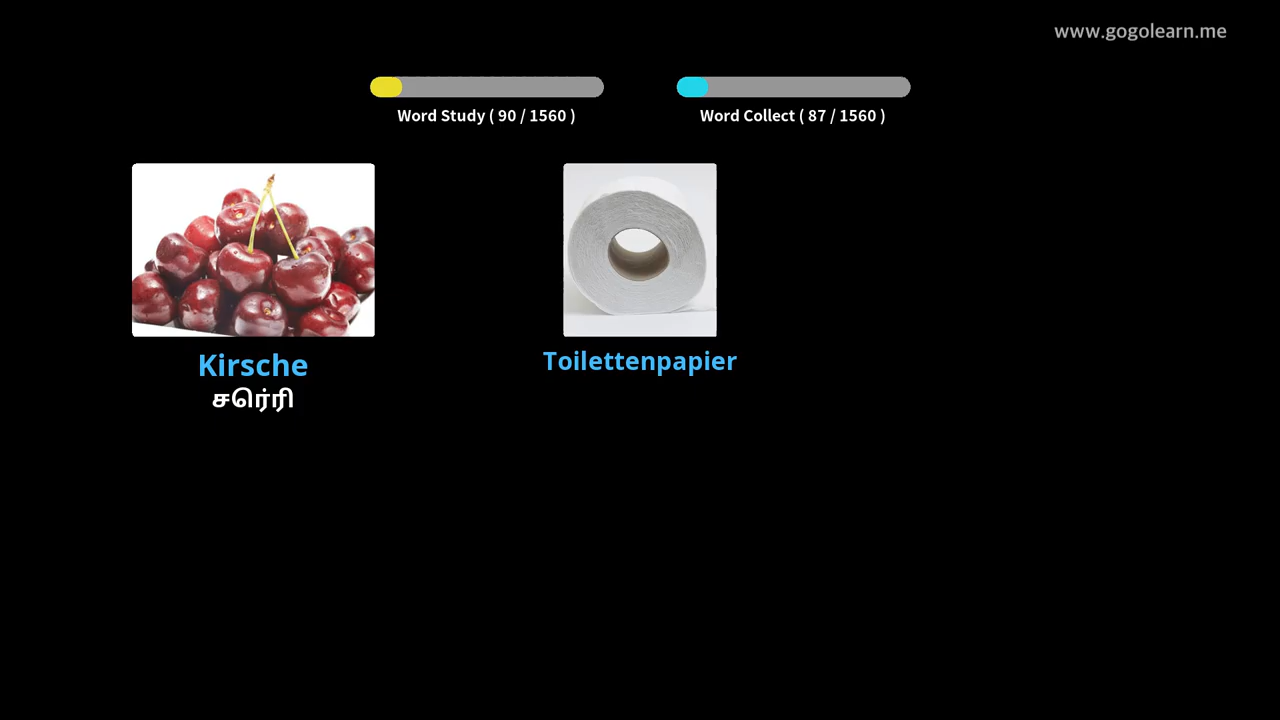 www.gogolearn.me
Word Study ( 90 / 1560 )
Word Collect ( 87 / 1560 )
Kirsche
செர்ரி
Toilettenpapier